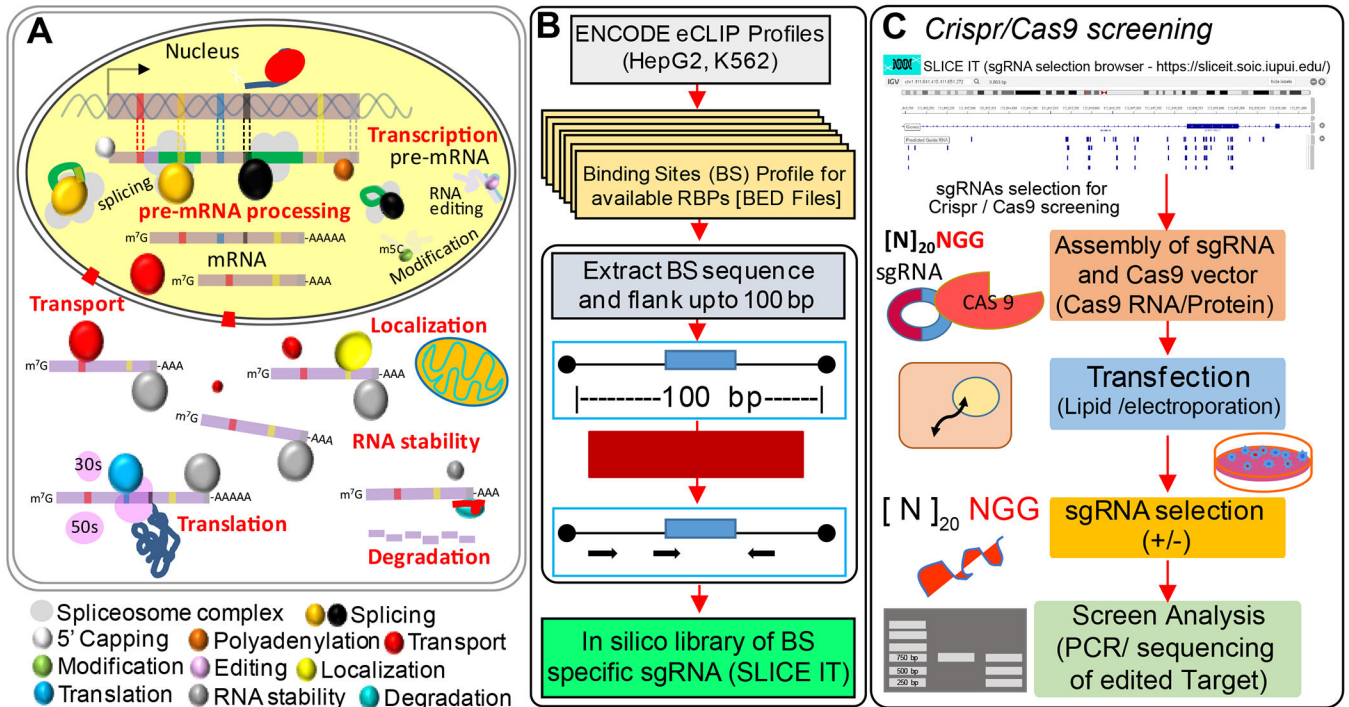 A
Nucleus
Transcription
pre-mRNA
splicing
pre-mRNA processing
RNA
editing
m⁷G
-AAAAA
m5C
Modification
mRNA
m⁷G
-AAA
Transport
Localization
m⁷G
-AAA
m⁷G
-AAA
m⁷G
-AAA
RNA stability
30s
m⁷G
-AAAAA
50s
Translation
m⁷G
-AAA
Degradation
Spliceosome complex
Splicing
5' Capping
Polyadenylation
Transport
Modification
Editing
Localization
Translation
RNA stability
Degradation
B
ENCODE eCLIP Profiles
(HepG2, K562)
Binding Sites (BS) Profile for
available RBPs [BED Files]
Extract BS sequence
and flank upto 100 bp
|---------100 bp------|
In silico library of BS
specific sgRNA (SLICE IT)
C
Crispr/Cas9 screening
SLICE IT (sgRNA selection browser - https://sliceit.soic.iupui.edu/)
IGV
Genes
Predicted Guide RNA
sgRNAs selection for
Crispr / Cas9 screening
[N]₂₀NGG
sgRNA
CAS 9
Assembly of sgRNA
and Cas9 vector
(Cas9 RNA/Protein)
Transfection
(Lipid /electroporation)
[ N ]₂₀ NGG
sgRNA selection
(+/-)
750 bp
500 bp
250 bp
Screen Analysis
(PCR/ sequencing
of edited Target)